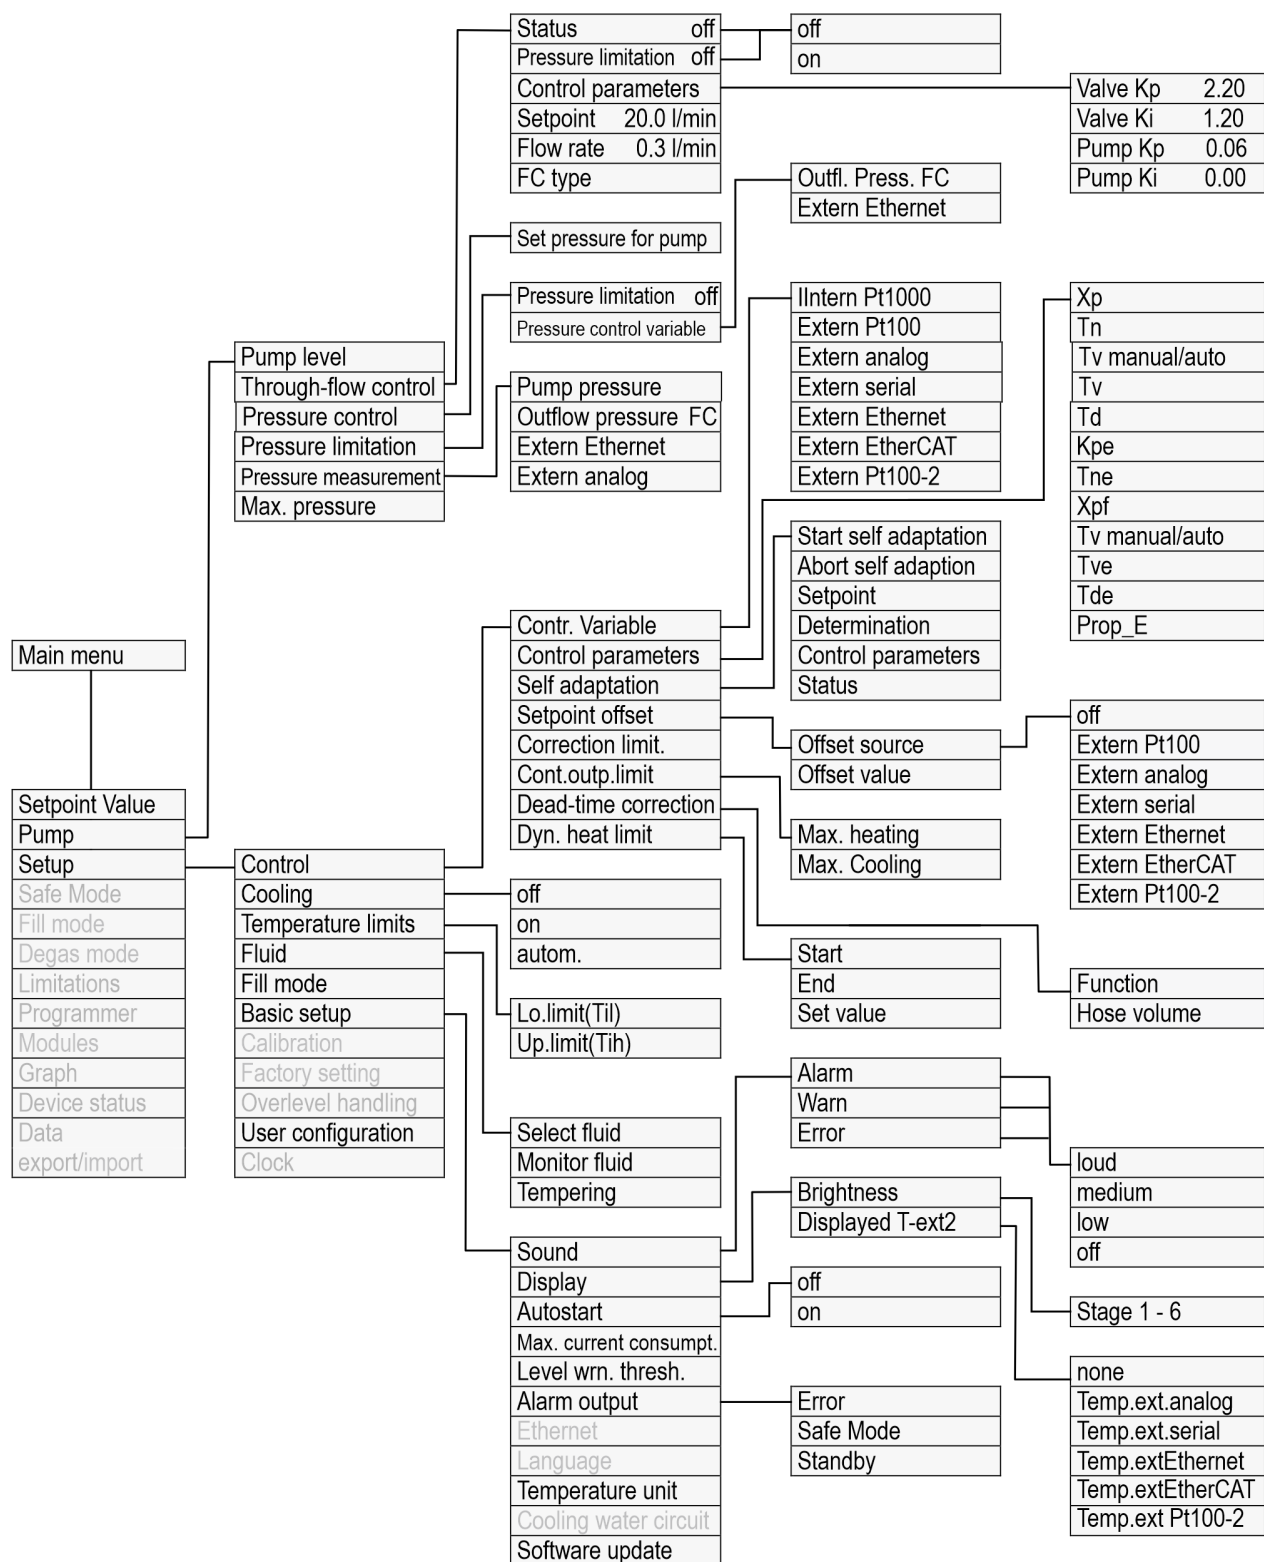 Main menu
Setpoint Value
Pump
Setup
Safe Mode
Fill mode
Degas mode
Limitations
Programmer
Modules
Graph
Device status
Data
export/import
Pump level
Through-flow control
Pressure control
Pressure limitation
Pressure measurement
Max. pressure
Control
Cooling
Temperature limits
Fluid
Fill mode
Basic setup
Calibration
Factory setting
Overlevel handling
User configuration
Clock
Status off
Pressure limitation off
Control parameters
Setpoint 20.0 l/min
Flow rate 0.3 l/min
FC type
Set pressure for pump
Pressure limitation off
Pressure control variable
Pump pressure
Outflow pressure FC
Extern Ethernet
Extern analog
Contr. Variable
Control parameters
Self adaptation
Setpoint offset
Correction limit.
Cont.outp.limit
Dead-time correction
Dyn. heat limit
off
on
autom.
Lo.limit(Til)
Up.limit(Tih)
Select fluid
Monitor fluid
Tempering
Sound
Display
Autostart
Max. current consumpt.
Level wrn. thresh.
Alarm output
Ethernet
Language
Temperature unit
Cooling water circuit
Software update
off
on
Outfl. Press. FC
Extern Ethernet
IIntern Pt1000
Extern Pt100
Extern analog
Extern serial
Extern Ethernet
Extern EtherCAT
Extern Pt100-2
Start self adaptation
Abort self adaption
Setpoint
Determination
Control parameters
Status
Offset source
Offset value
Max. heating
Max. Cooling
Start
End
Set value
Alarm
Warn
Error
Brightness
Displayed T-ext2
off
on
Error
Safe Mode
Standby
Valve Kp 2.20
Valve Ki 1.20
Pump Kp 0.06
Pump Ki 0.00
Xp
Tn
Tv manual/auto
Tv
Td
Kpe
Tne
Xpf
Tv manual/auto
Tve
Tde
Prop_E
off
Extern Pt100
Extern analog
Extern serial
Extern Ethernet
Extern EtherCAT
Extern Pt100-2
Function
Hose volume
loud
medium
low
off
Stage 1 - 6
none
Temp.ext.analog
Temp.ext.serial
Temp.extEthernet
Temp.extEtherCAT
Temp.ext Pt100-2